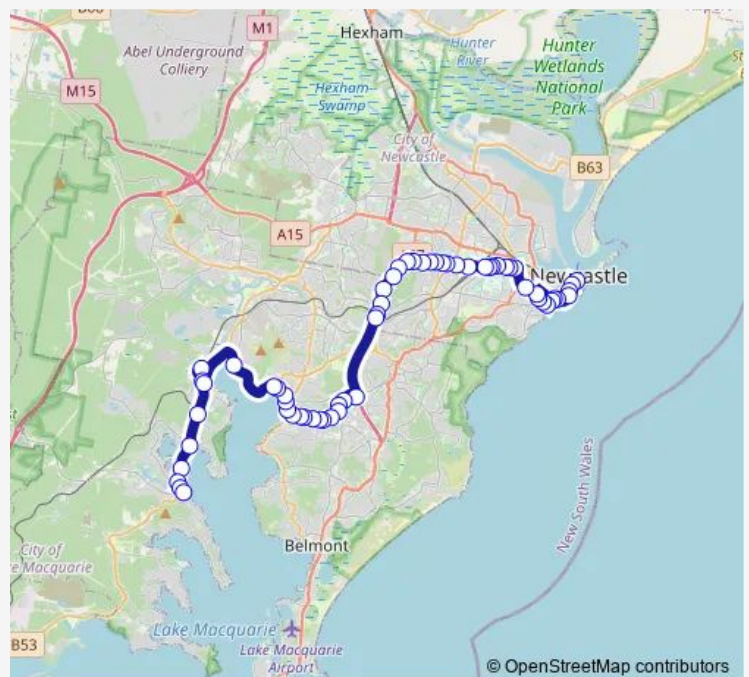 M1
Hexham
Abel Underground
Colliery
Hunter
River
Hunter
Wetlands
National
Park
M15
Hexham
Swamp
City of
Newcastle
B63
A15
Newcastle
New South Wales
Belmont
City of
e Macquarie
Lake Macquarie
Lake Macquarie
Airport
B53
© OpenStreetMap contributors